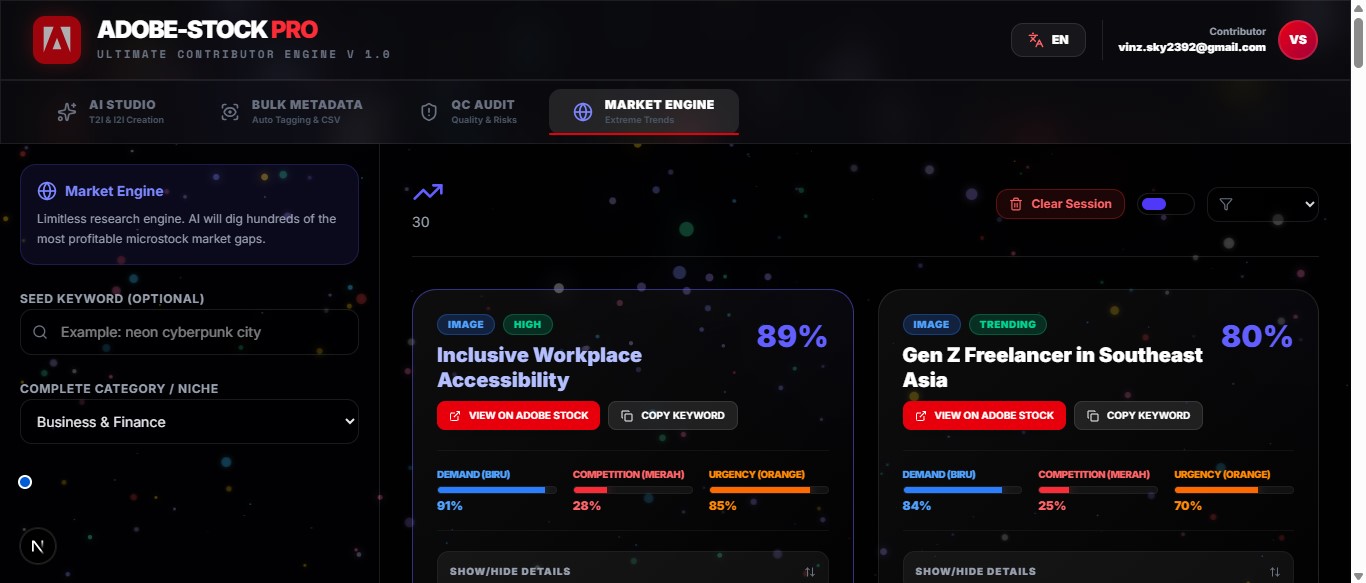 ADOBE-STOCK PRO
ULTIMATE CONTRIBUTOR ENGINE V 1.0
EN
Contributor
vinz.sky2392@gmail.com
VS
AI STUDIO
T2I & I2I Creation
BULK METADATA
Auto Tagging & CSV
QC AUDIT
Quality & Risks
MARKET ENGINE
Extreme Trends
Market Engine
Limitless research engine. AI will dig hundreds of the
most profitable microstock market gaps.
SEED KEYWORD (OPTIONAL)
Example: neon cyberpunk city
COMPLETE CATEGORY / NICHE
Business & Finance
N
30
Clear Session
IMAGE
HIGH
89%
Inclusive Workplace
Accessibility
VIEW ON ADOBE STOCK
COPY KEYWORD
DEMAND (BIRU)
COMPETITION (MERAH)
URGENCY (ORANGE)
91%
28%
85%
SHOW/HIDE DETAILS
IMAGE
TRENDING
80%
Gen Z Freelancer in Southeast
Asia
VIEW ON ADOBE STOCK
COPY KEYWORD
DEMAND (BIRU)
COMPETITION (MERAH)
URGENCY (ORANGE)
84%
25%
70%
SHOW/HIDE DETAILS